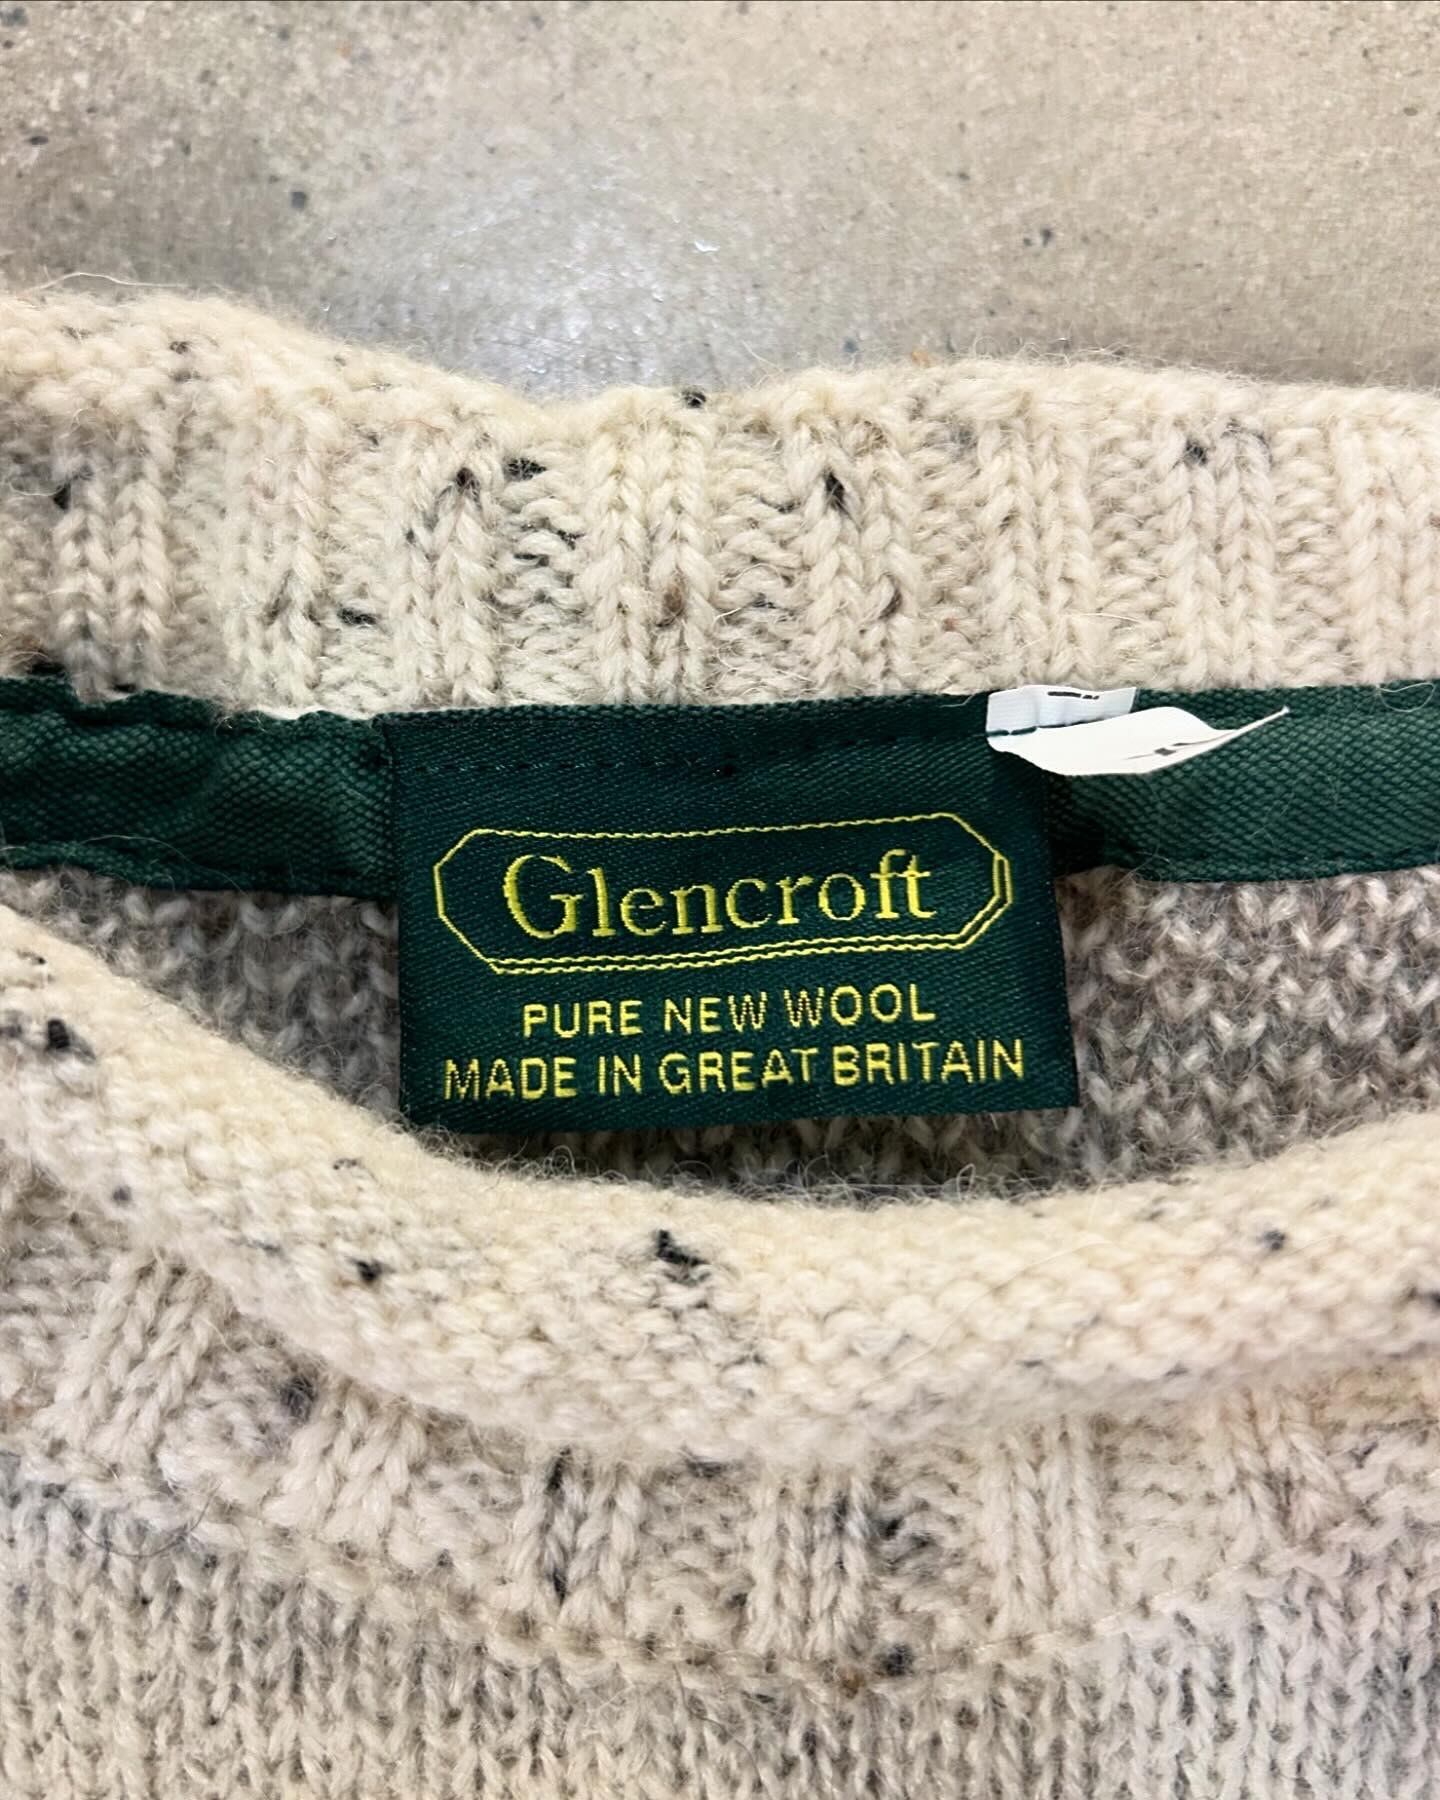 Glencroft
PURE NEW WOOL
MADE IN GREAT BRITAIN